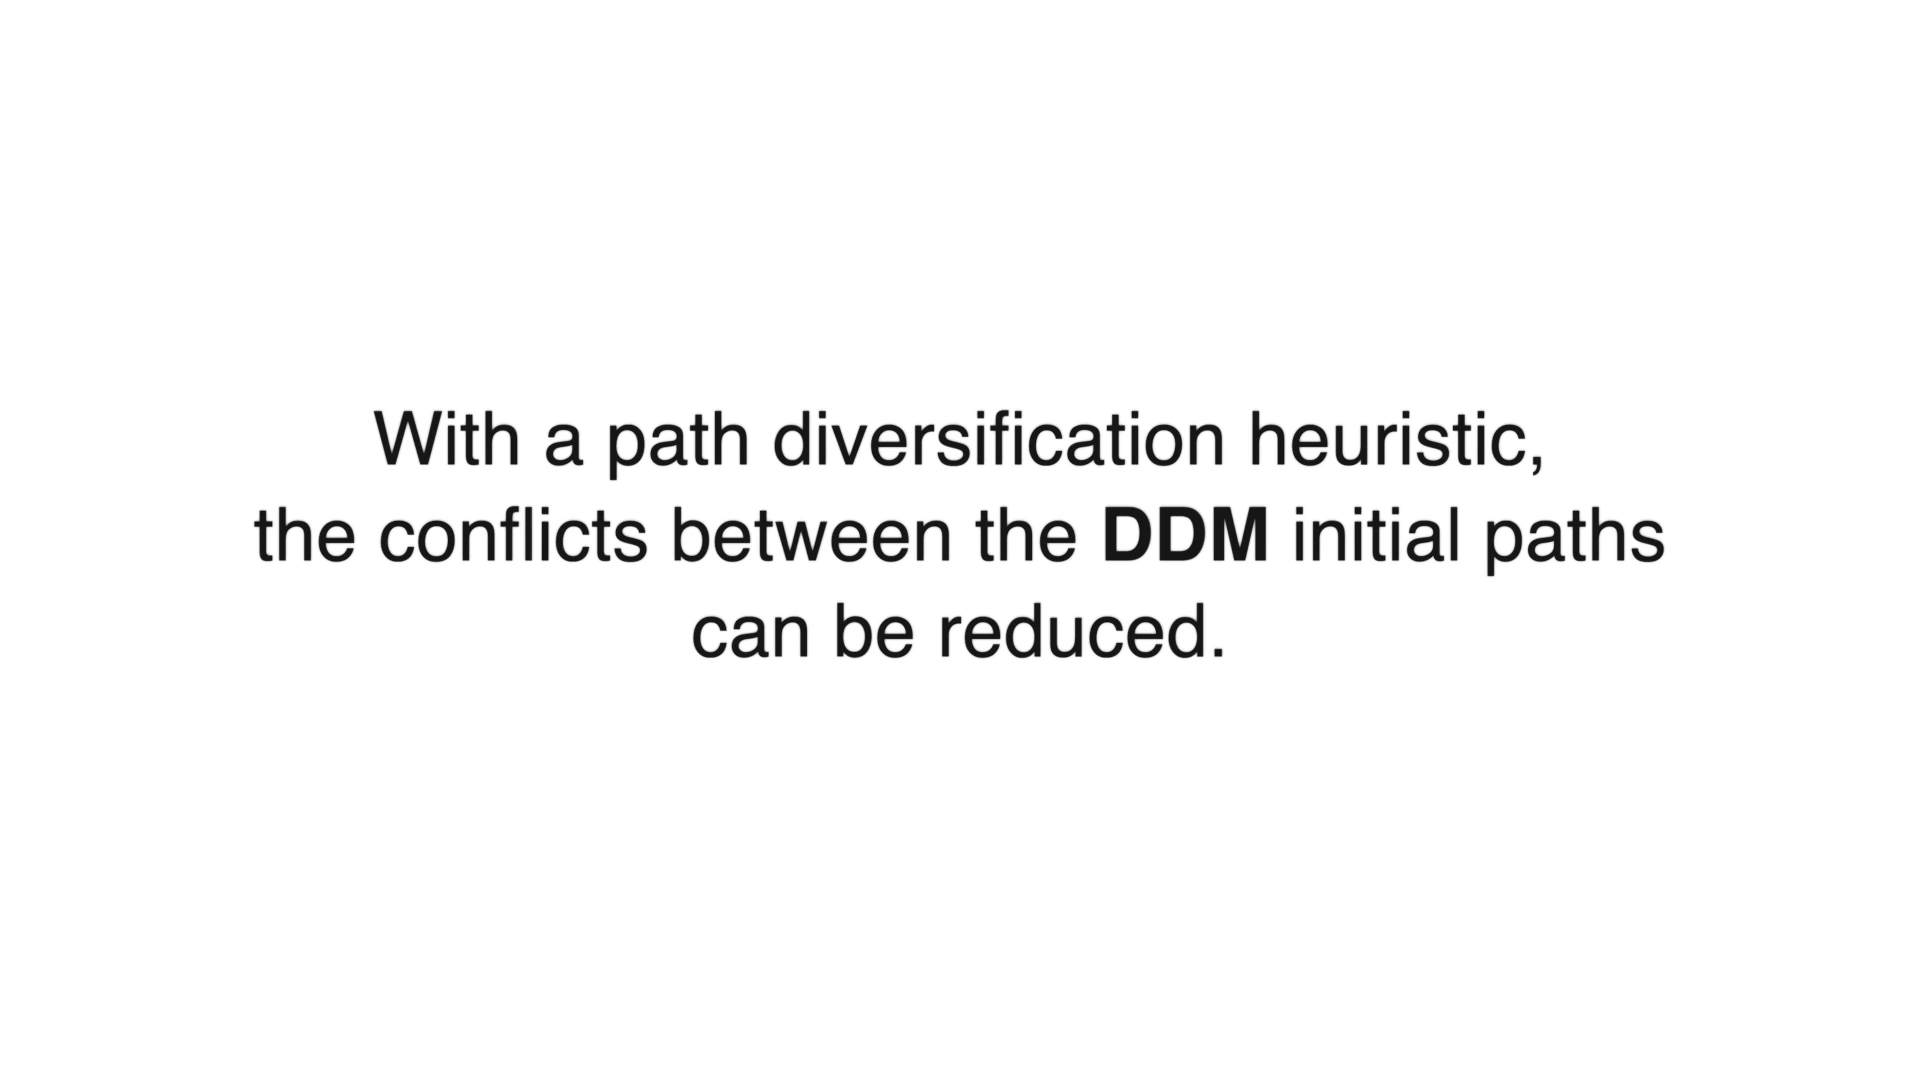 With a path diversification heuristic,
the conflicts between the DDM initial paths
can be reduced.